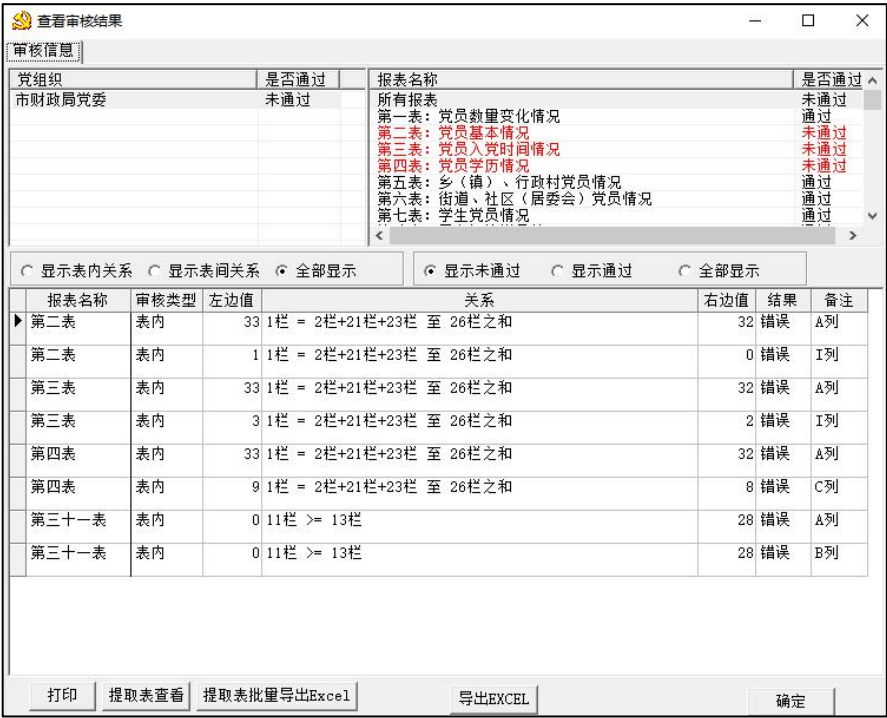 查看审核结果
审核信息
党组织 是否通过
市财政局党委 未通过
报表名称 是否通过
所有报表 未通过
第一表：党员数量变化情况 通过
第二表：党员基本情况 未通过
第三表：党员入党时间情况 未通过
第四表：党员学历情况 未通过
第五表：乡（镇）、行政村党员情况 通过
第六表：街道、社区（居委会）党员情况 通过
第七表：学生党员情况 通过
显示表内关系 显示表间关系 全部显示 显示未通过 显示通过 全部显示
报表名称 审核类型 左边值 关系 右边值 结果 备注
第二表 表内 33 1栏 = 2栏+21栏+23栏 至 26栏之和 32 错误 A列
第二表 表内 1 1栏 = 2栏+21栏+23栏 至 26栏之和 0 错误 I列
第三表 表内 33 1栏 = 2栏+21栏+23栏 至 26栏之和 32 错误 A列
第三表 表内 3 1栏 = 2栏+21栏+23栏 至 26栏之和 2 错误 I列
第四表 表内 33 1栏 = 2栏+21栏+23栏 至 26栏之和 32 错误 A列
第四表 表内 9 1栏 = 2栏+21栏+23栏 至 26栏之和 8 错误 C列
第三十一表 表内 0 11栏 >= 13栏 28 错误 A列
第三十一表 表内 0 11栏 >= 13栏 28 错误 B列
打印 提取表查看 提取表批量导出Excel 导出EXCEL 确定